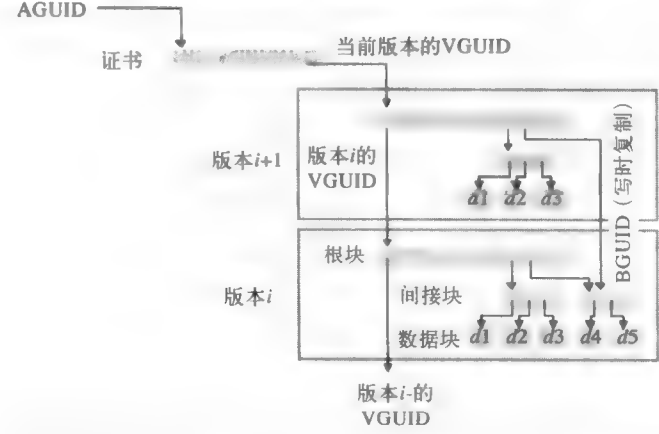 AGUID
证书
当前版本的VGUID
版本i+1
版本i的
VGUID
d1 d2 d3
BGUID（写时复制）
根块
版本i
间接块
数据块 d1 d2 d3 d4 d5
版本i-的
VGUID